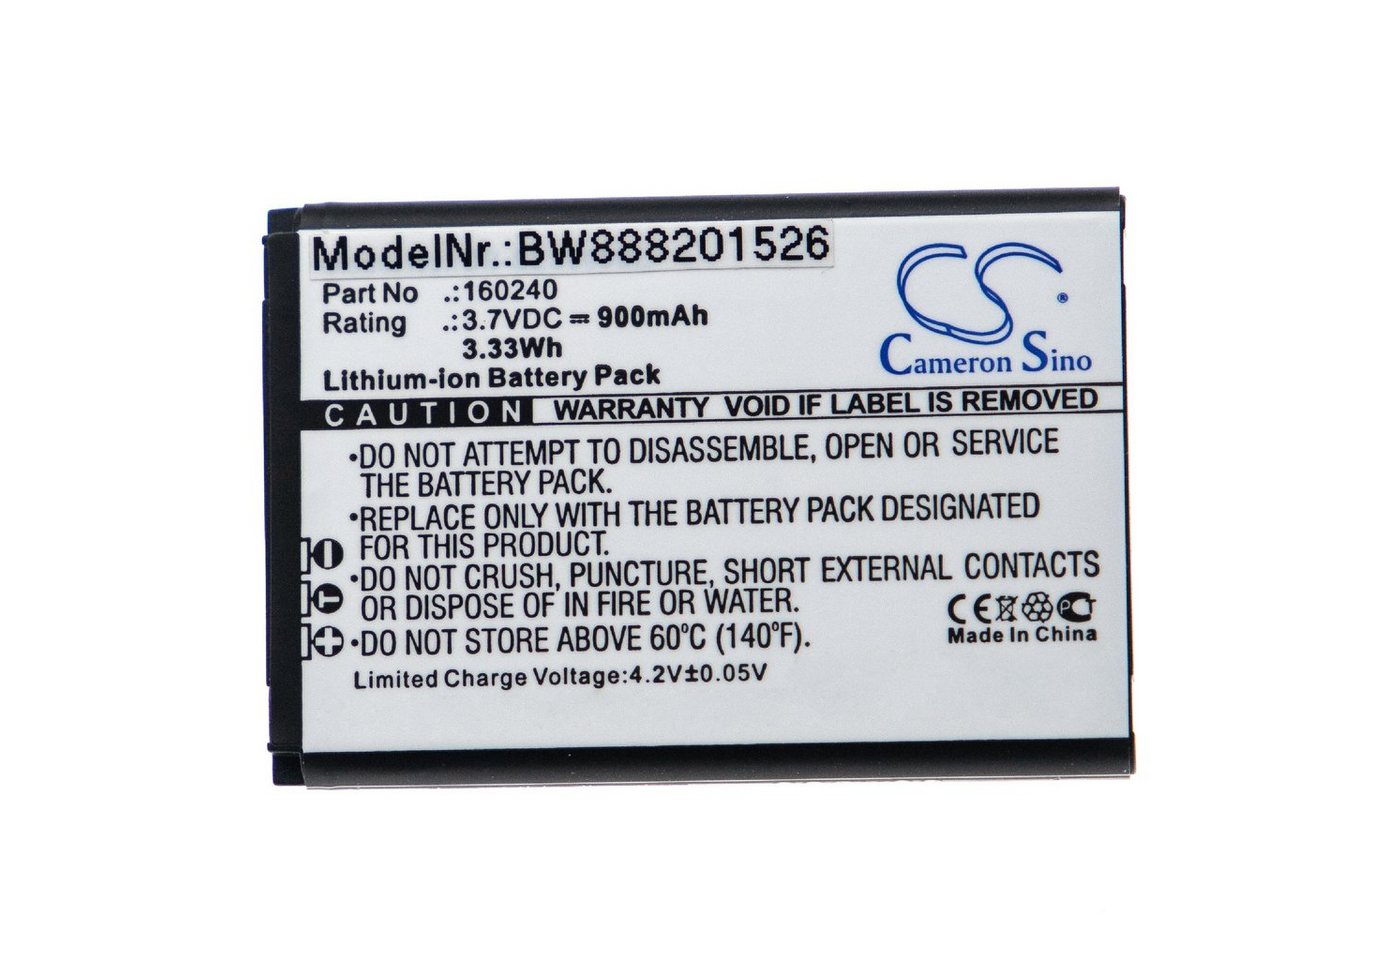 ModelNr.:BW888201526
Part No .:160240
Rating .:3.7VDC = 900mAh
3.33Wh
Lithium-ion Battery Pack
CS ®
Cameron Sino
CAUTION WARRANTY VOID IF LABEL IS REMOVED
•DO NOT ATTEMPT TO DISASSEMBLE, OPEN OR SERVICE
THE BATTERY PACK.
•REPLACE ONLY WITH THE BATTERY PACK DESIGNATED
FOR THIS PRODUCT.
•DO NOT CRUSH, PUNCTURE, SHORT EXTERNAL CONTACTS
OR DISPOSE OF IN FIRE OR WATER.
•DO NOT STORE ABOVE 60°C (140°F).
Limited Charge Voltage:4.2V±0.05V
- T +
CE PCT
Made In China